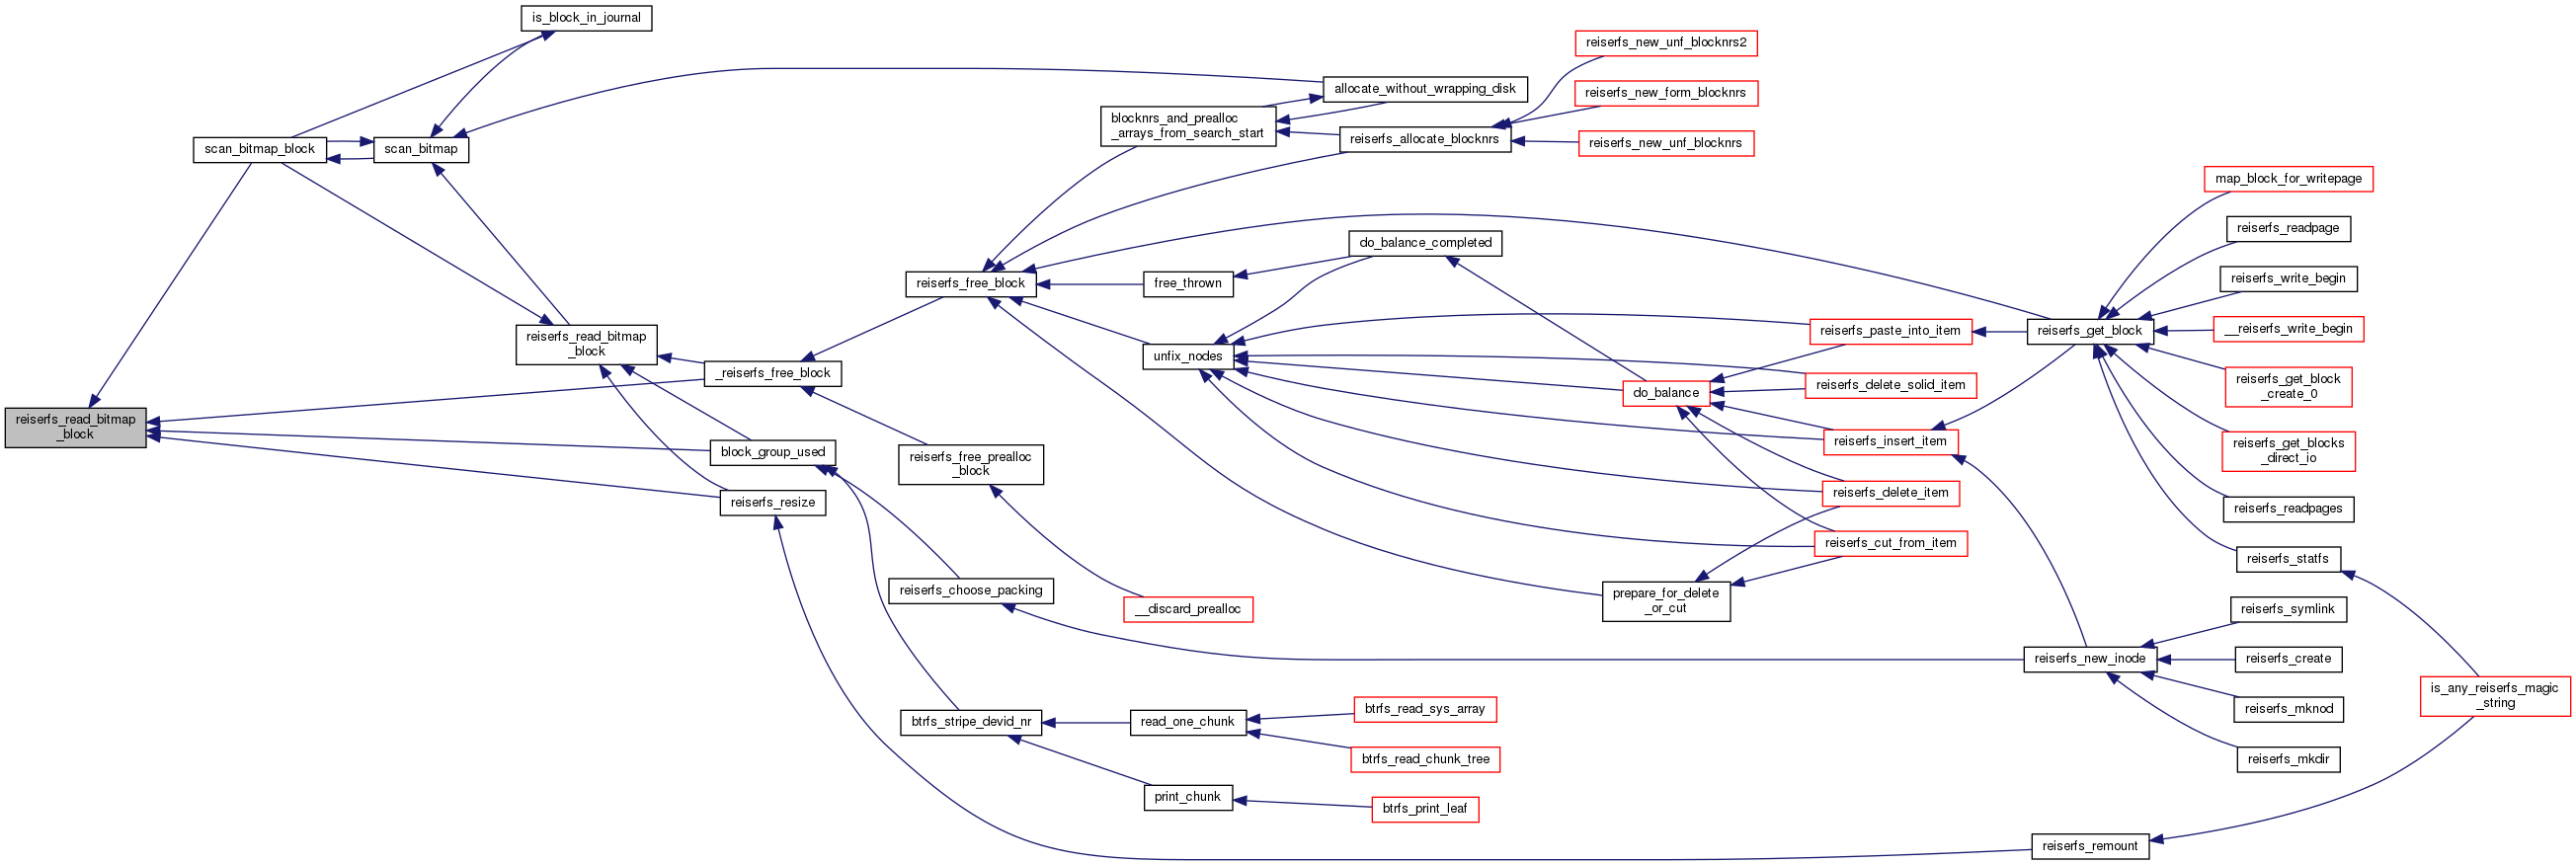 is_block_in_journal
reiserfs_new_unf_blocknrs2
allocate_without_wrapping_disk
reiserfs_new_form_blocknrs
blocknrs_and_prealloc
_arrays_from_search_start
scan_bitmap_block
scan_bitmap
reiserfs_allocate_blocknrs
reiserfs_new_unf_blocknrs
map_block_for_writepage
reiserfs_readpage
do_balance_completed
reiserfs_free_block
free_thrown
reiserfs_write_begin
reiserfs_read_bitmap
_block
unfix_nodes
reiserfs_paste_into_item
reiserfs_get_block
__reiserfs_write_begin
_reiserfs_free_block
do_balance
reiserfs_delete_solid_item
reiserfs_get_block
_create_0
reiserfs_read_bitmap
_block
block_group_used
reiserfs_insert_item
reiserfs_get_blocks
_direct_io
reiserfs_free_prealloc
_block
reiserfs_resize
reiserfs_delete_item
reiserfs_readpages
reiserfs_cut_from_item
reiserfs_statfs
reiserfs_choose_packing
__discard_prealloc
prepare_for_delete
_or_cut
reiserfs_symlink
reiserfs_new_inode
reiserfs_create
is_any_reiserfs_magic
_string
btrfs_stripe_devid_nr
read_one_chunk
btrfs_read_sys_array
reiserfs_mknod
btrfs_read_chunk_tree
reiserfs_mkdir
print_chunk
btrfs_print_leaf
reiserfs_remount